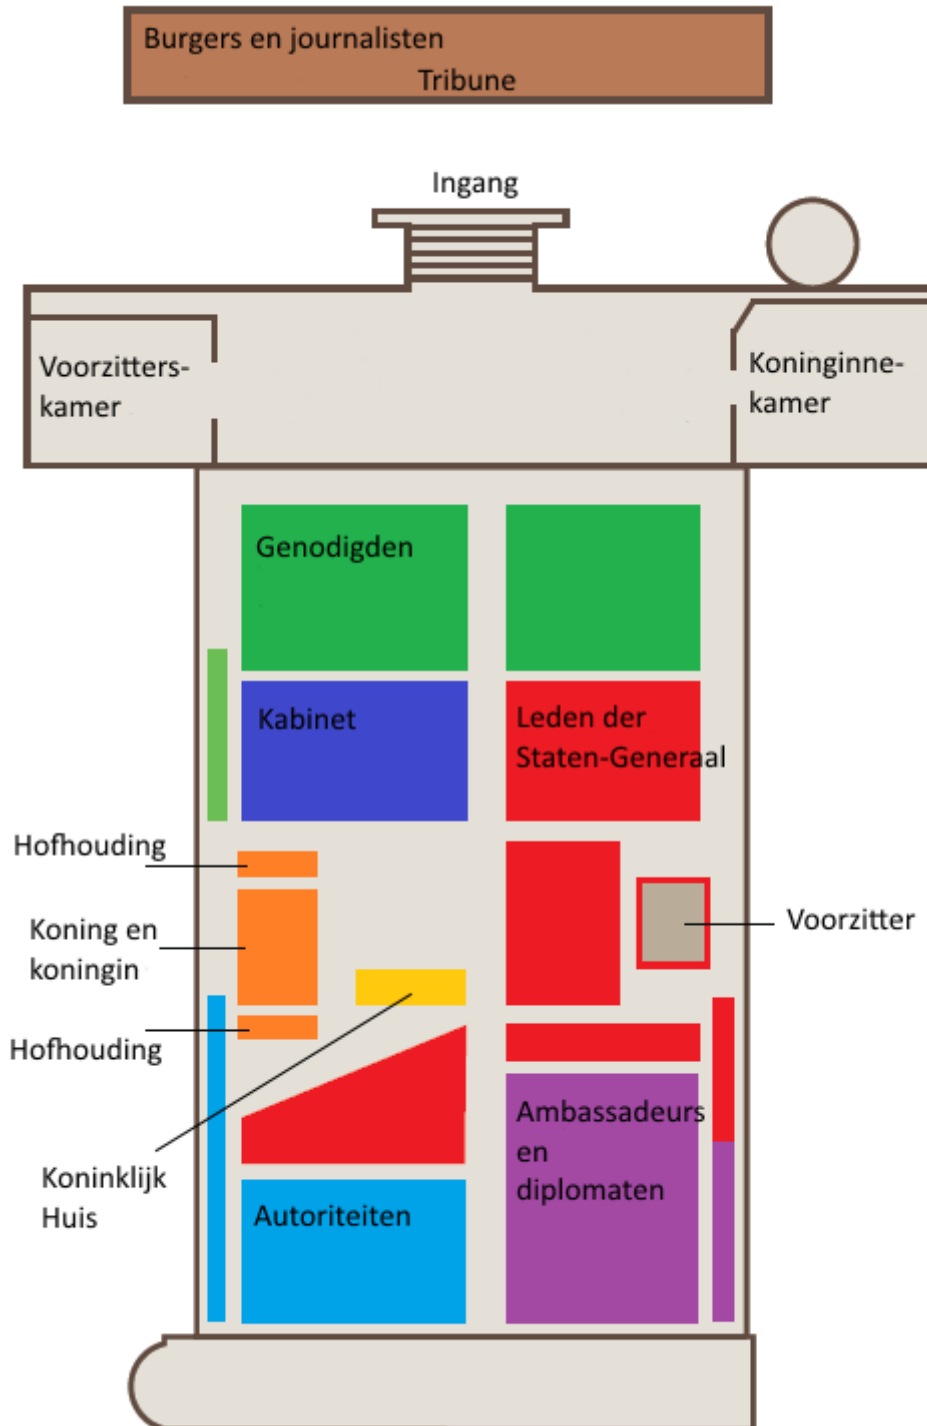 Burgers en journalisten
Tribune
Ingang
Voorzitters-
kamer
Koninginne-
kamer
Genodigden
Kabinet
Leden der
Staten-Generaal
Hofhouding
Koning en
koningin
Voorzitter
Hofhouding
Ambassadeurs
en
diplomaten
Koninklijk
Huis
Autoriteiten